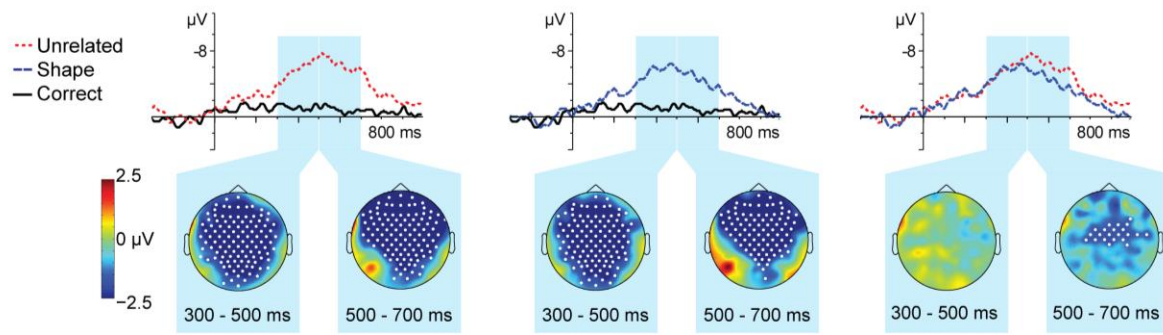 µV
µV
µV
Unrelated
Shape
Correct
-8
-8
-8
800 ms
800 ms
800 ms
2.5
0 µV
−2.5
300 - 500 ms
500 - 700 ms
300 - 500 ms
500 - 700 ms
300 - 500 ms
500 - 700 ms